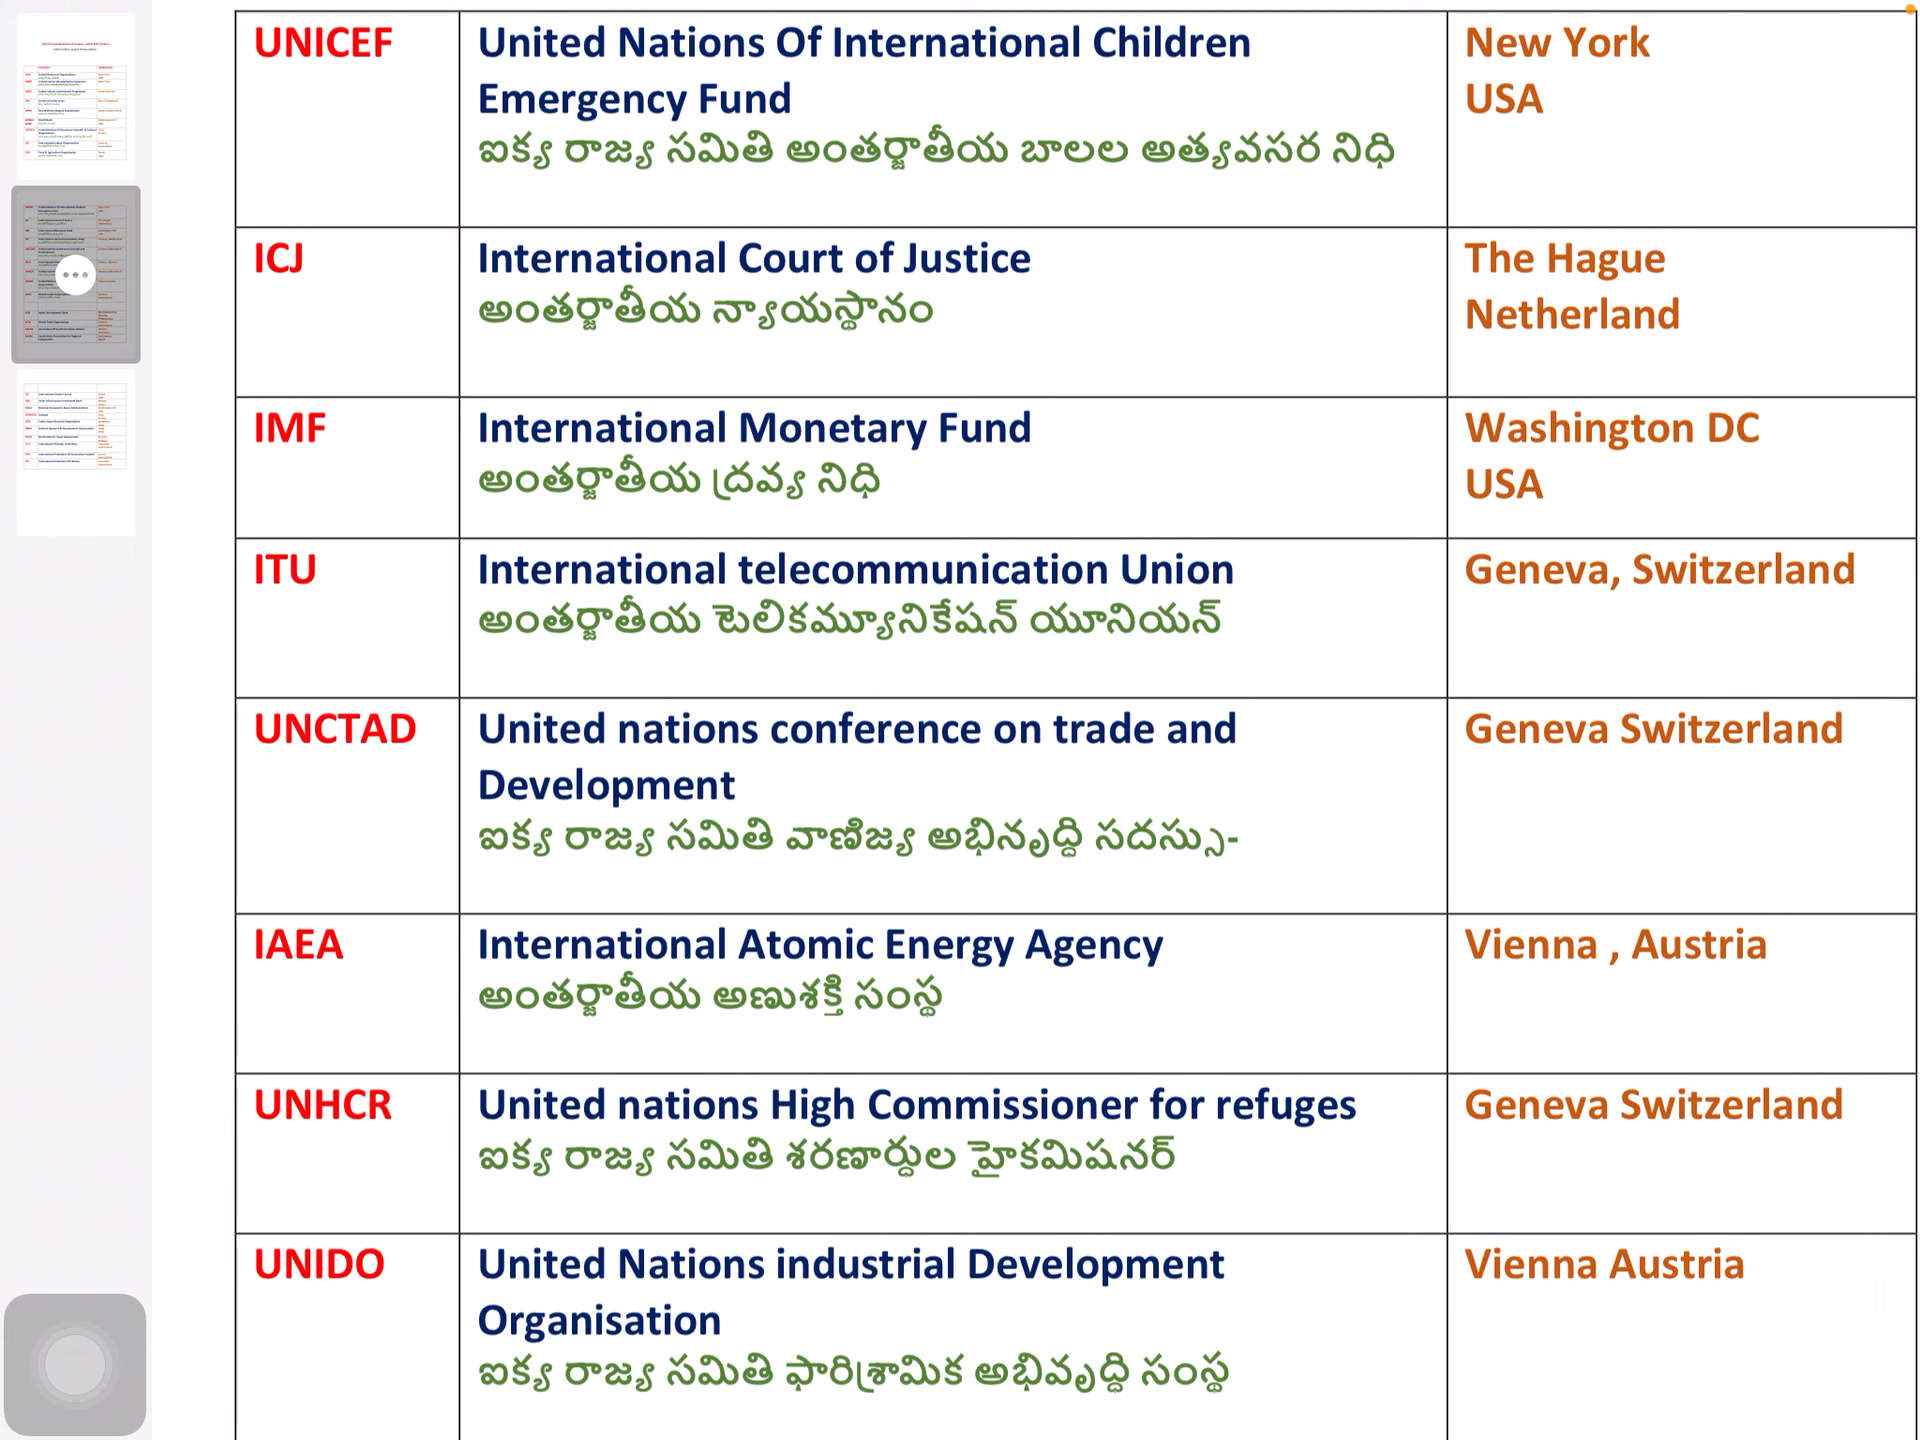 UNICEF
United Nations Of International Children
Emergency Fund
ఐక్య రాజ్య సమితి అంతర్జాతీయ బాలల అత్యవసర నిధి
New York
USA
ICJ
International Court of Justice
అంతర్జాతీయ న్యాయస్థానం
The Hague
Netherland
IMF
International Monetary Fund
అంతర్జాతీయ ద్రవ్య నిధి
Washington DC
USA
ITU
International telecommunication Union
అంతర్జాతీయ టెలికమ్యూనికేషన్ యూనియన్
Geneva, Switzerland
UNCTAD
United nations conference on trade and
Development
ఐక్య రాజ్య సమితి వాణిజ్య అభినృద్ధి సదస్సు-
Geneva Switzerland
IAEA
International Atomic Energy Agency
అంతర్జాతీయ అణుశక్తి సంస్థ
Vienna , Austria
UNHCR
United nations High Commissioner for refuges
ఐక్య రాజ్య సమితి శరణార్ధుల హైకమిషనర్
Geneva Switzerland
UNIDO
United Nations industrial Development
Organisation
ఐక్య రాజ్య సమితి ఫారిశ్రామిక అభివృద్ధి సంస్థ
Vienna Austria